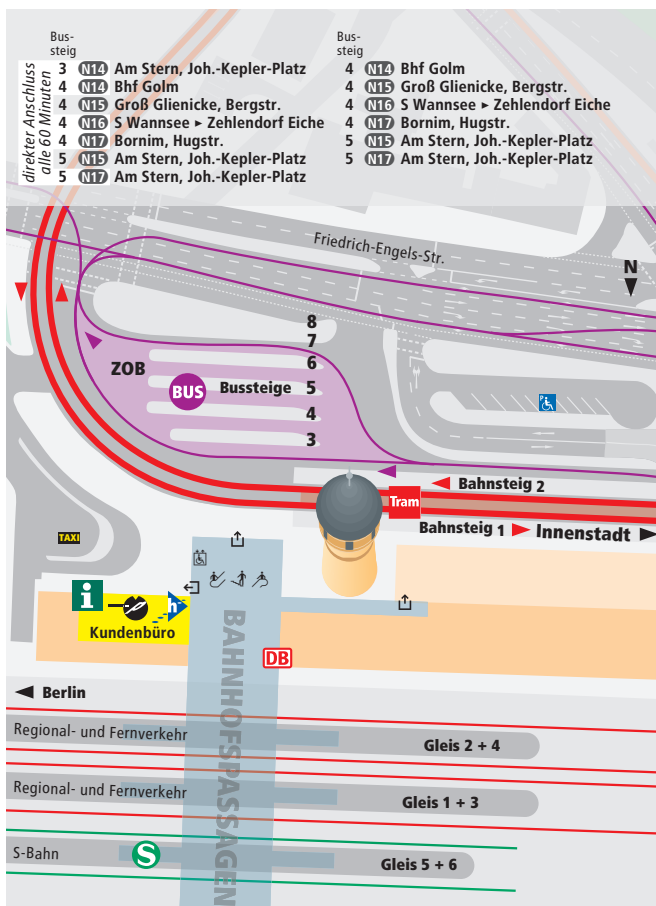 Bus-
steig
direkter Anschluss
alle 60 Minuten
3 N14 Am Stern, Joh.-Kepler-Platz
4 N14 Bhf Golm
4 N15 Groß Glienicke, Bergstr.
4 N16 S Wannsee ▸ Zehlendorf Eiche
4 N17 Bornim, Hugstr.
5 N15 Am Stern, Joh.-Kepler-Platz
5 N17 Am Stern, Joh.-Kepler-Platz
Bus-
steig
4 N14 Bhf Golm
4 N15 Groß Glienicke, Bergstr.
4 N16 S Wannsee ▸ Zehlendorf Eiche
4 N17 Bornim, Hugstr.
5 N15 Am Stern, Joh.-Kepler-Platz
5 N17 Am Stern, Joh.-Kepler-Platz
Friedrich-Engels-Str.
N
8
7
6
ZOB
BUS
Bussteige 5
4
3
P
Bahnsteig 2
Tram
Bahnsteig 1
Innenstadt
TAXI
i
h
Kundenbüro
BAHNHOFSPASSAGEN
DB
Berlin
Regional- und Fernverkehr
Gleis 2 + 4
Regional- und Fernverkehr
Gleis 1 + 3
S-Bahn
S
Gleis 5 + 6